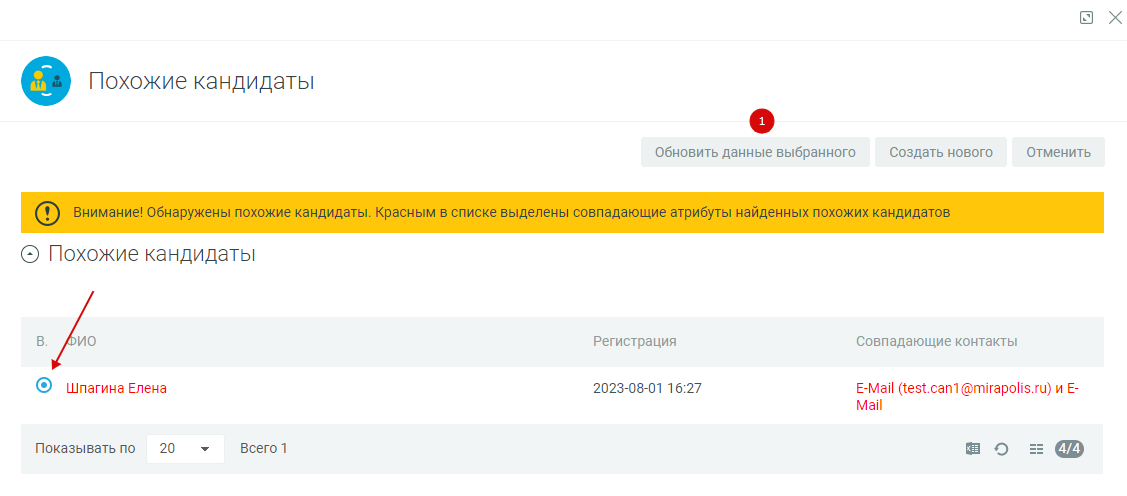 Похожие кандидаты
1
Обновить данные выбранного Создать нового Отменить
Внимание! Обнаружены похожие кандидаты. Красным в списке выделены совпадающие атрибуты найденных похожих кандидатов
Похожие кандидаты
В. ФИО Регистрация Совпадающие контакты
Шпагина Елена 2023-08-01 16:27 E-Mail (test.can1@mirapolis.ru) и E-
Mail
Показывать по 20 Всего 1 4/4